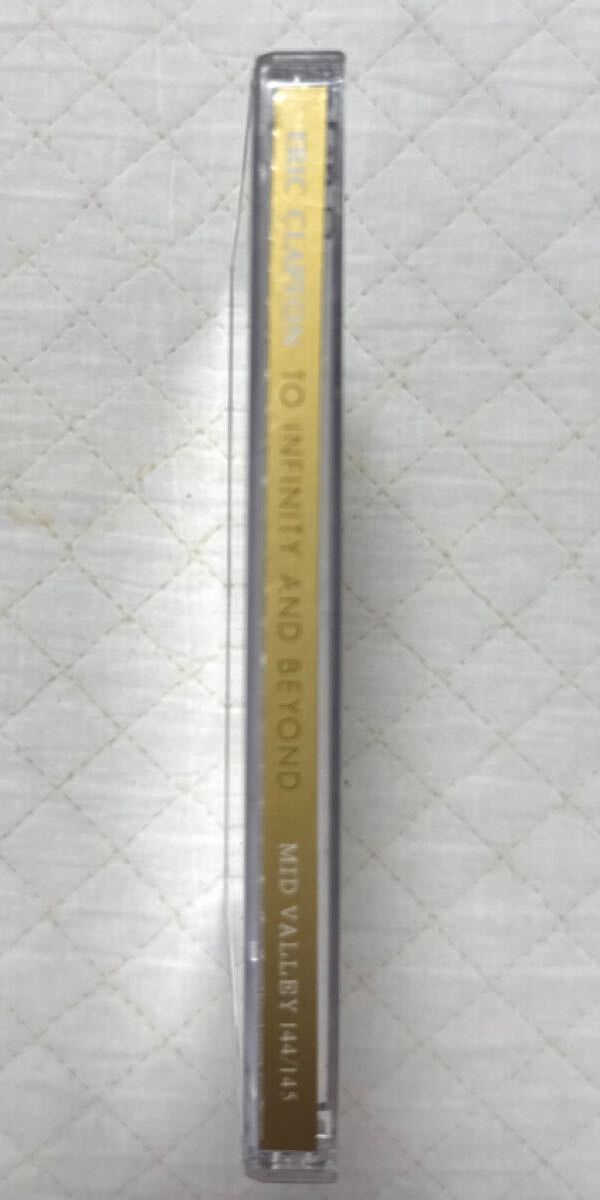 ERIC CLAPTON TO INFINITY AND BEYOND MID VALLEY 144/145